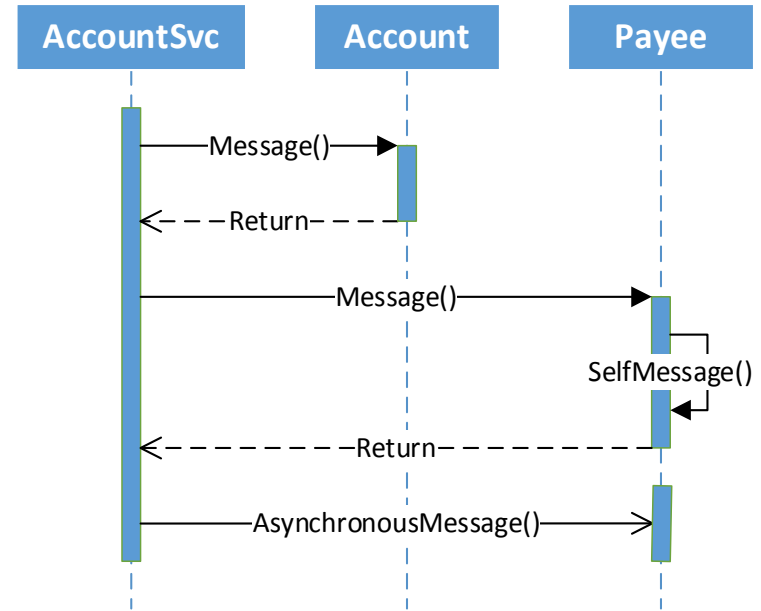 AccountSvc
Account
Payee
Message()
Return
Message()
SelfMessage()
Return
AsynchronousMessage()